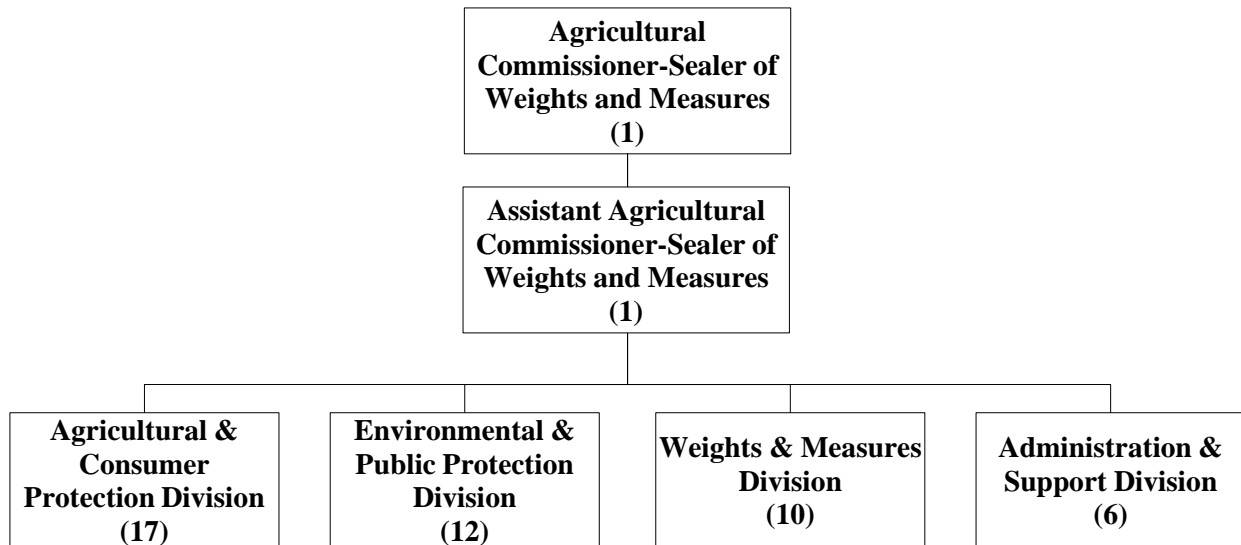 Agricultural
Commissioner-Sealer of
Weights and Measures
(1)
Assistant Agricultural
Commissioner-Sealer of
Weights and Measures
(1)
Agricultural &
Consumer
Protection Division
(17)
Environmental &
Public Protection
Division
(12)
Weights & Measures
Division
(10)
Administration &
Support Division
(6)